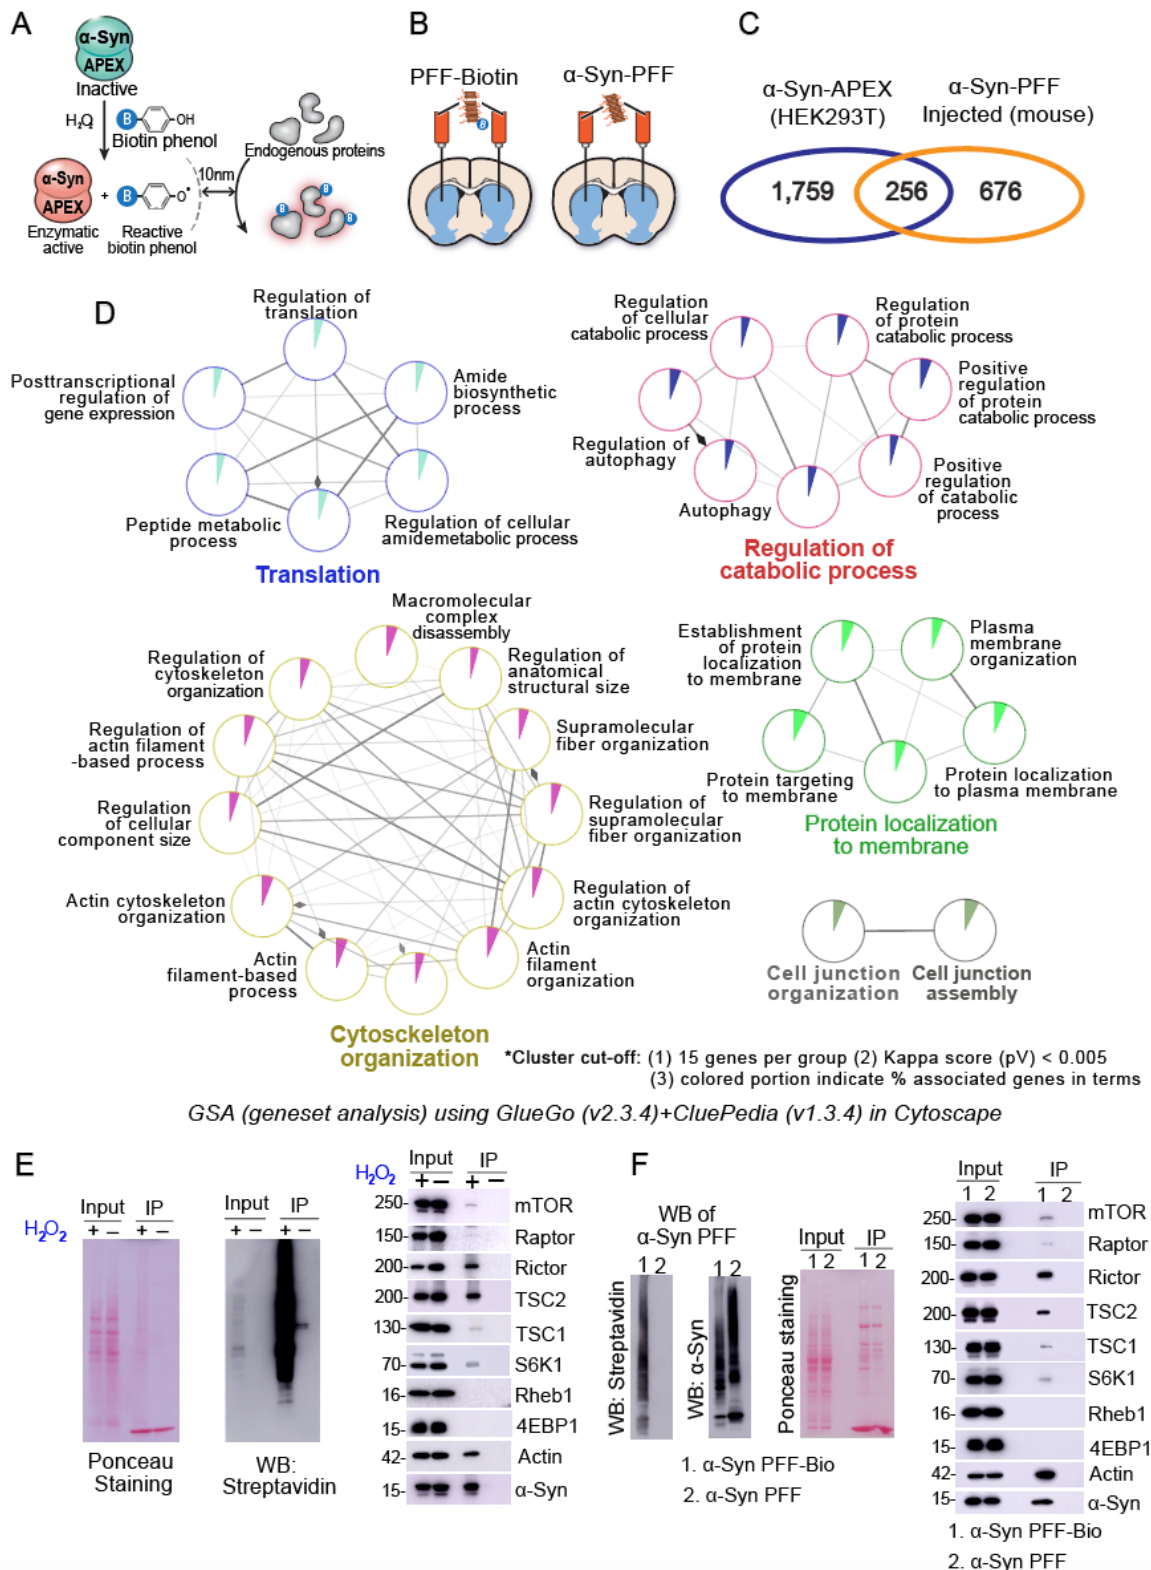 A
α-Syn
APEX
Inactive
H₂O₂
B
OH
Biotin phenol
10nm
Endogenous proteins
α-Syn
APEX
+
B
O•
B
B
B
Enzymatic
active
Reactive
biotin phenol
B
PFF-Biotin
α-Syn-PFF
B
C
α-Syn-APEX
(HEK293T)
α-Syn-PFF
Injected (mouse)
1,759
256
676
D
Regulation of
translation
Posttranscriptional
regulation of
gene expression
Amide
biosynthetic
process
Peptide metabolic
process
Regulation of cellular
amidemetabolic process
Translation
Regulation
of cellular
catabolic process
Regulation
of protein
catabolic process
Positive
regulation
of protein
catabolic process
Regulation of
autophagy
Autophagy
Positive
regulation
of catabolic
process
Regulation of
catabolic process
Macromolecular
complex
disassembly
Regulation of
cytoskeleton
organization
Regulation of
anatomical
structural size
Regulation of
actin filament
-based process
Supramolecular
fiber organization
Regulation
of cellular
component size
Regulation of
supramolecular
fiber organization
Actin cytoskeleton
organization
Regulation of
actin cytoskeleton
organization
Actin
filament-based
process
Actin
filament
organization
Cytosckeleton
organization
Establishment
of protein
localization
to membrane
Plasma
membrane
organization
Protein targeting
to membrane
Protein localization
to plasma membrane
Protein localization
to membrane
Cell junction
organization
Cell junction
assembly
*Cluster cut-off: (1) 15 genes per group (2) Kappa score (pV) < 0.005
(3) colored portion indicate % associated genes in terms
GSA (geneset analysis) using GlueGo (v2.3.4)+CluePedia (v1.3.4) in Cytoscape
E
Input IP
H₂O₂ + − + −
Ponceau
Staining
Input IP
+ − + −
WB:
Streptavidin
Input IP
H₂O₂ + − + −
250- mTOR
150- Raptor
200- Rictor
200- TSC2
130- TSC1
70- S6K1
16- Rheb1
15- 4EBP1
42- Actin
15- α-Syn
F
WB of
α-Syn PFF
1 2
WB: Streptavidin
1 2
WB: α-Syn
Input IP
1 2 1 2
Ponceau staining
1. α-Syn PFF-Bio
2. α-Syn PFF
Input IP
1 2 1 2
250- mTOR
150- Raptor
200- Rictor
200- TSC2
130- TSC1
70- S6K1
16- Rheb1
15- 4EBP1
42- Actin
15- α-Syn
1. α-Syn PFF-Bio
2. α-Syn PFF